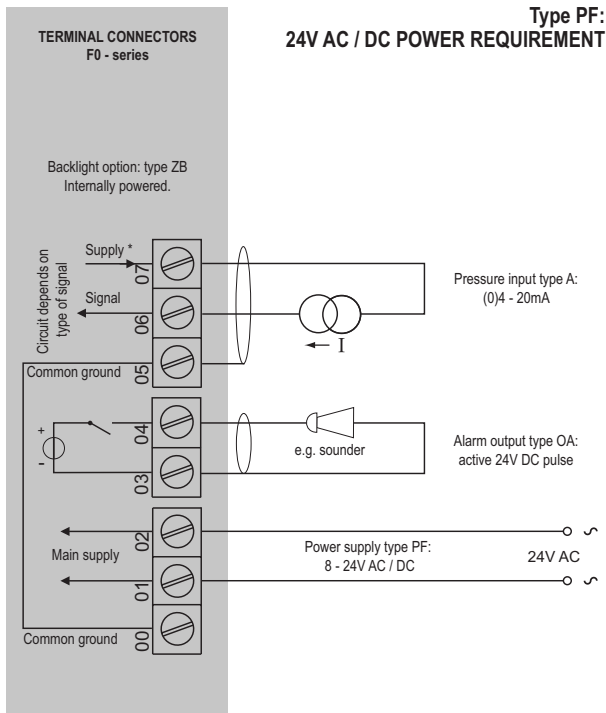 Type PF:
24V AC / DC POWER REQUIREMENT
TERMINAL CONNECTORS
F0 - series
Backlight option: type ZB
Internally powered.
Circuit depends on
type of signal
Supply *
07
Signal
06
Common ground
05
I
Pressure input type A:
(0)4 - 20mA
+
-
04
03
e.g. sounder
Alarm output type OA:
active 24V DC pulse
02
Main supply
01
Power supply type PF:
8 - 24V AC / DC
24V AC
Common ground
00